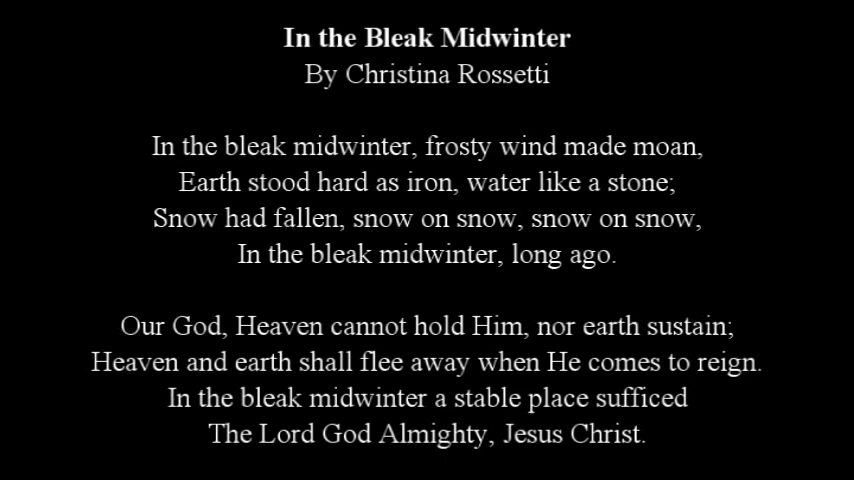 In the Bleak Midwinter
By Christina Rossetti
In the bleak midwinter, frosty wind made moan,
Earth stood hard as iron, water like a stone;
Snow had fallen, snow on snow, snow on snow,
In the bleak midwinter, long ago.
Our God, Heaven cannot hold Him, nor earth sustain;
Heaven and earth shall flee away when He comes to reign.
In the bleak midwinter a stable place sufficed
The Lord God Almighty, Jesus Christ.